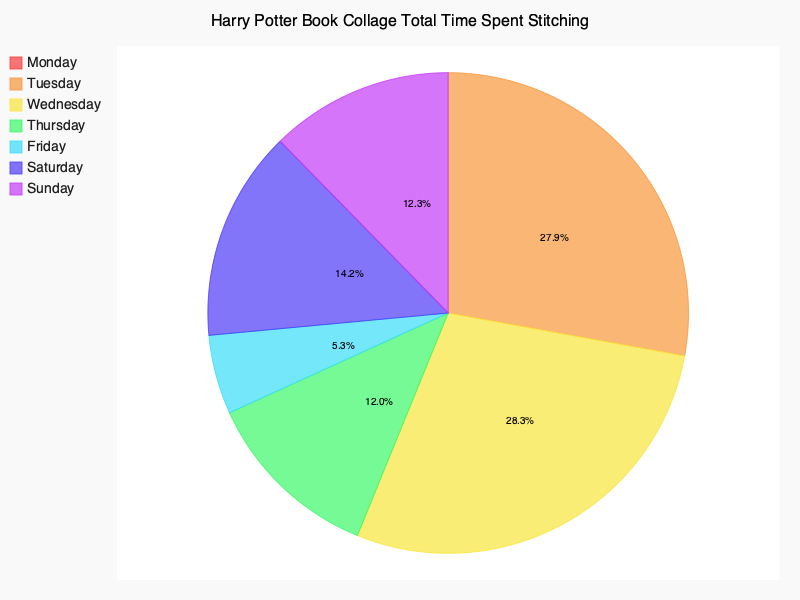 Harry Potter Book Collage Total Time Spent Stitching
Monday
Tuesday
Wednesday
Thursday
Friday
Saturday
Sunday
12.3%
27.9%
14.2%
5.3%
12.0%
28.3%